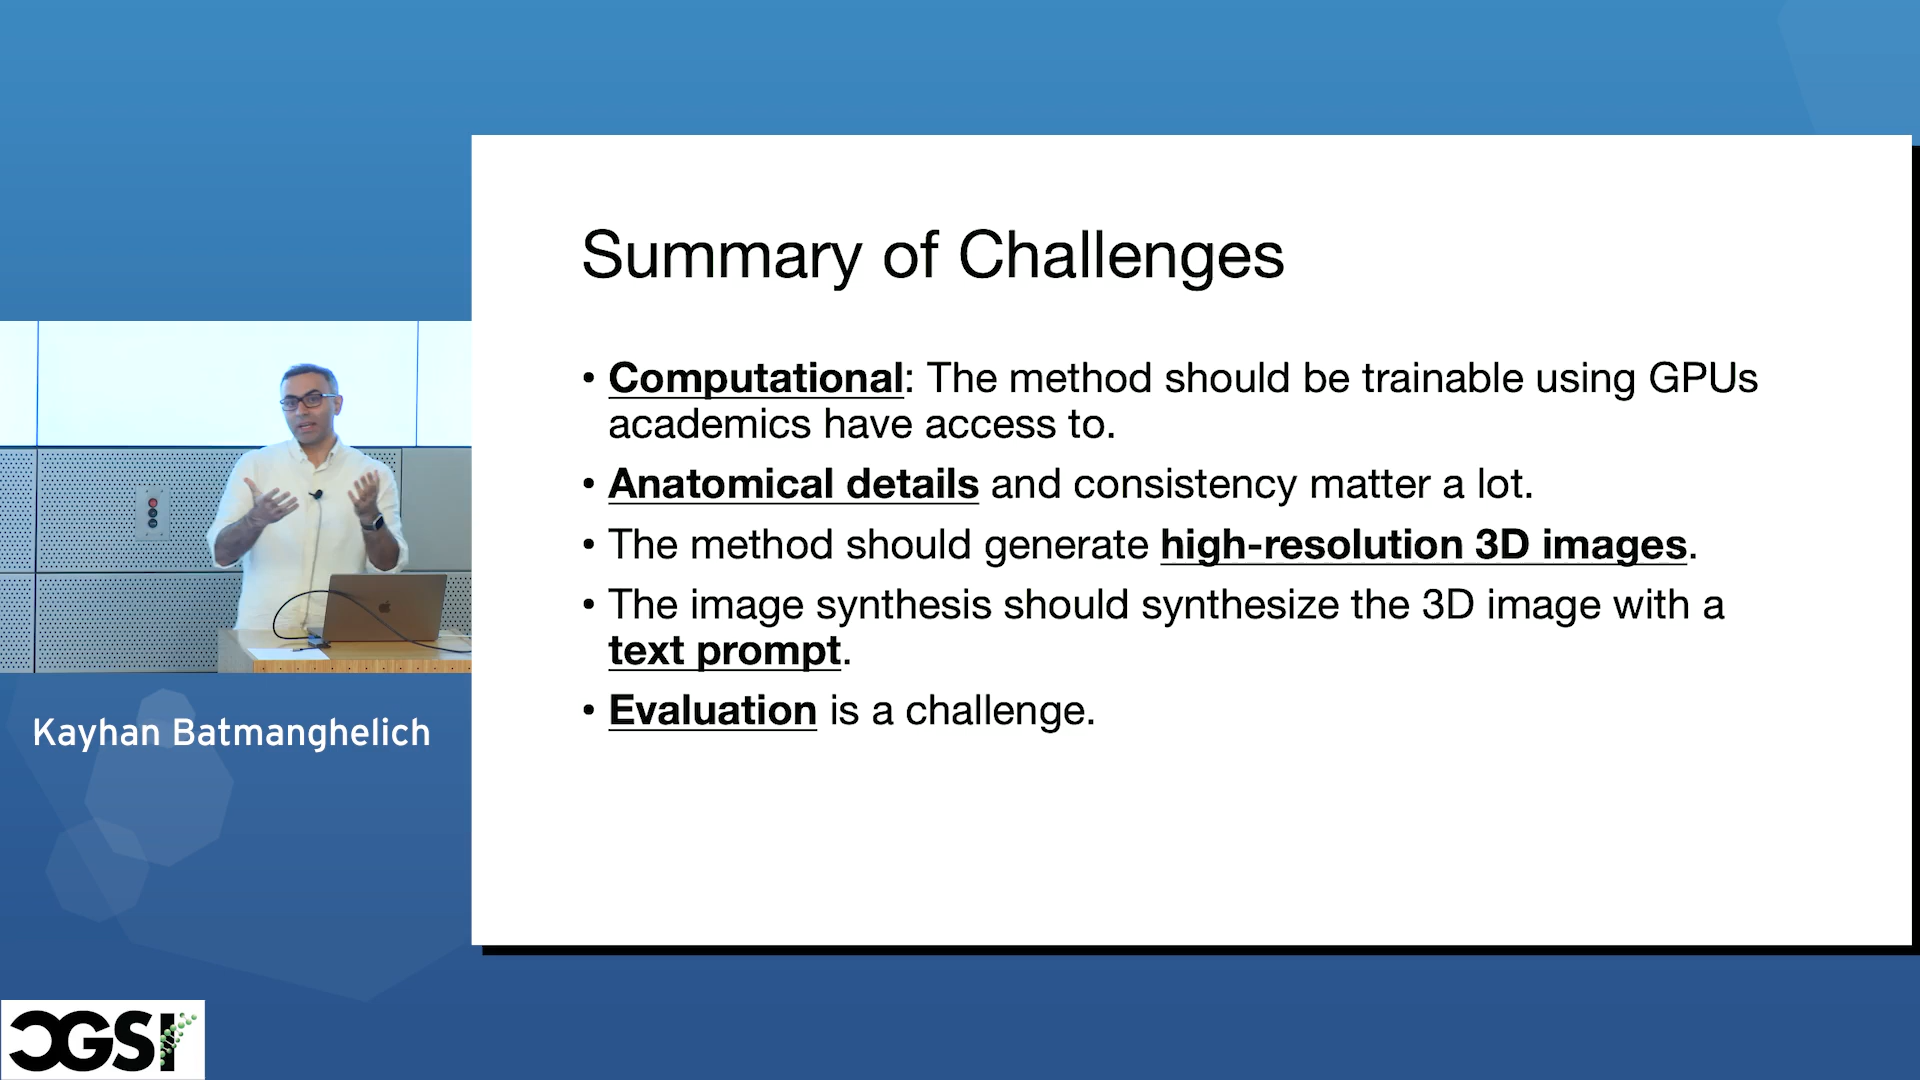 Summary of Challenges
• Computational: The method should be trainable using GPUs
academics have access to.
• Anatomical details and consistency matter a lot.
• The method should generate high-resolution 3D images.
• The image synthesis should synthesize the 3D image with a
text prompt.
• Evaluation is a challenge.
Kayhan Batmanghelich
CGSI